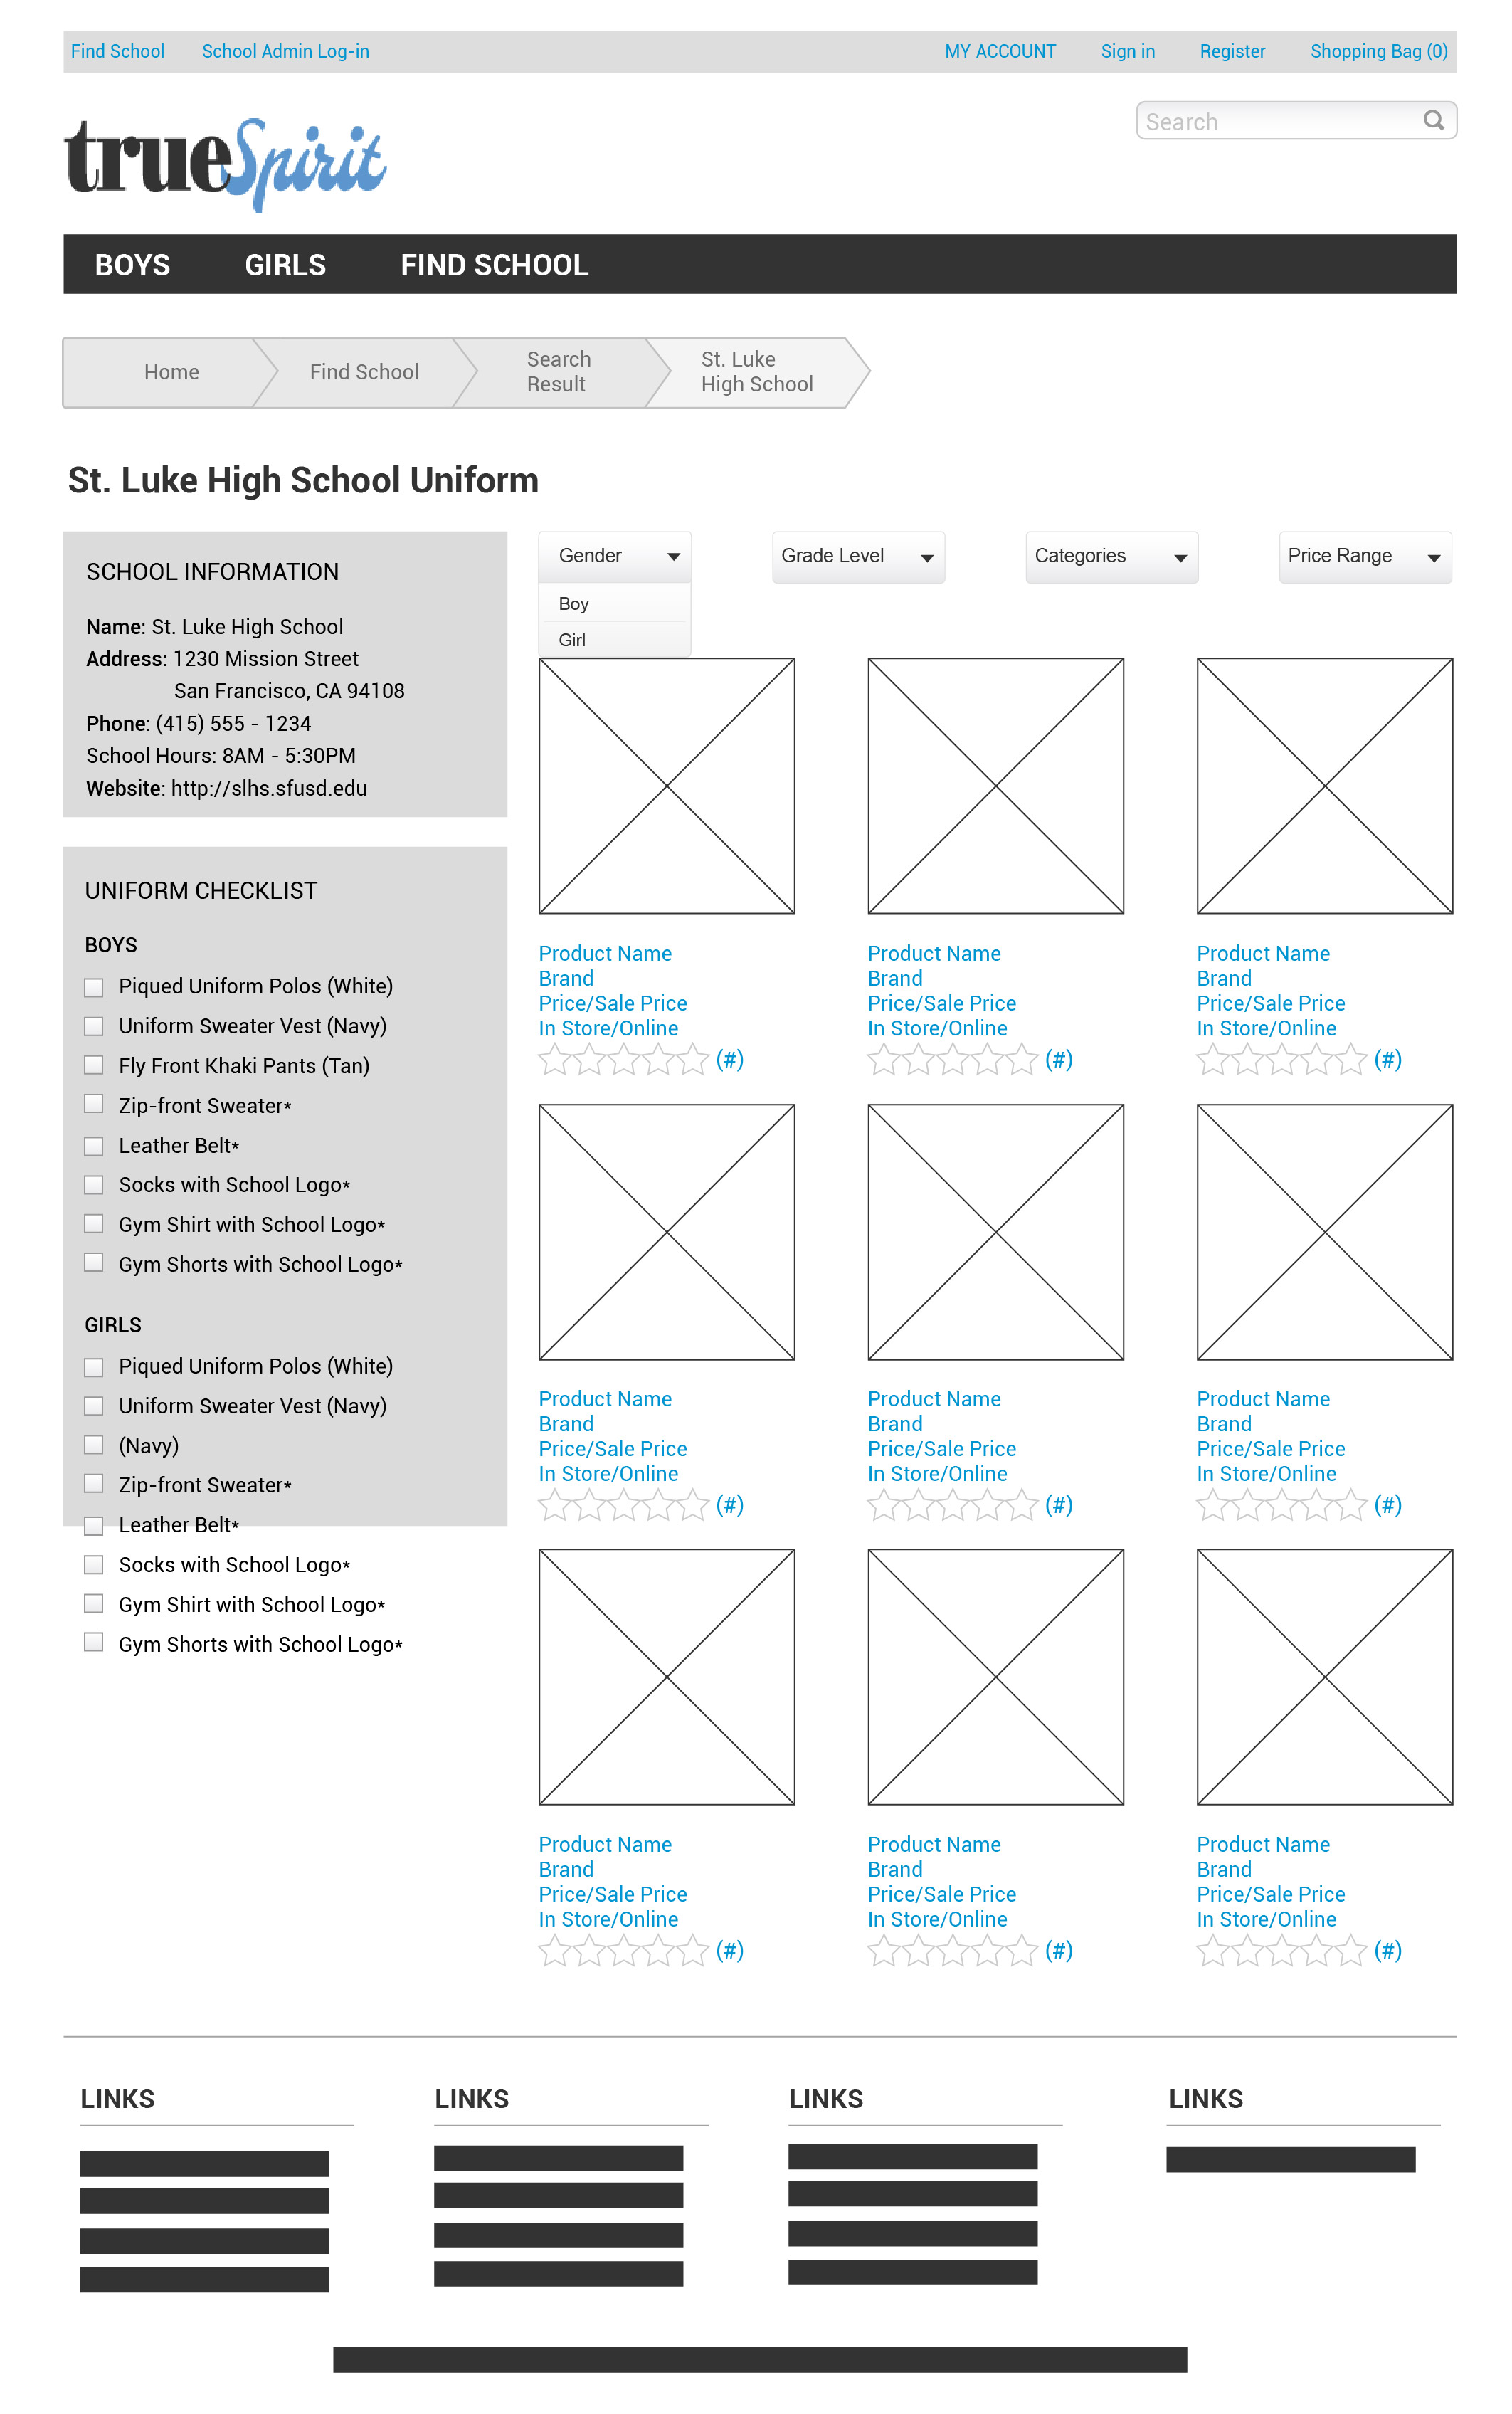 Find School School Admin Log-in MY ACCOUNT Sign in Register Shopping Bag (0)
Search
trueSpirit
BOYS GIRLS FIND SCHOOL
Home Find School Search Result St. Luke High School
St. Luke High School Uniform
SCHOOL INFORMATION
Name: St. Luke High School
Address: 1230 Mission Street
San Francisco, CA 94108
Phone: (415) 555 - 1234
School Hours: 8AM - 5:30PM
Website: http://slhs.sfusd.edu
UNIFORM CHECKLIST
BOYS
Piqued Uniform Polos (White)
Uniform Sweater Vest (Navy)
Fly Front Khaki Pants (Tan)
Zip-front Sweater*
Leather Belt*
Socks with School Logo*
Gym Shirt with School Logo*
Gym Shorts with School Logo*
GIRLS
Piqued Uniform Polos (White)
Uniform Sweater Vest (Navy)
(Navy)
Zip-front Sweater*
Leather Belt*
Socks with School Logo*
Gym Shirt with School Logo*
Gym Shorts with School Logo*
Gender Grade Level Categories Price Range
Boy
Girl
Product Name Product Name Product Name
Brand Brand Brand
Price/Sale Price Price/Sale Price Price/Sale Price
In Store/Online In Store/Online In Store/Online
(#) (#) (#)
Product Name Product Name Product Name
Brand Brand Brand
Price/Sale Price Price/Sale Price Price/Sale Price
In Store/Online In Store/Online In Store/Online
(#) (#) (#)
Product Name Product Name Product Name
Brand Brand Brand
Price/Sale Price Price/Sale Price Price/Sale Price
In Store/Online In Store/Online In Store/Online
(#) (#) (#)
LINKS LINKS LINKS LINKS